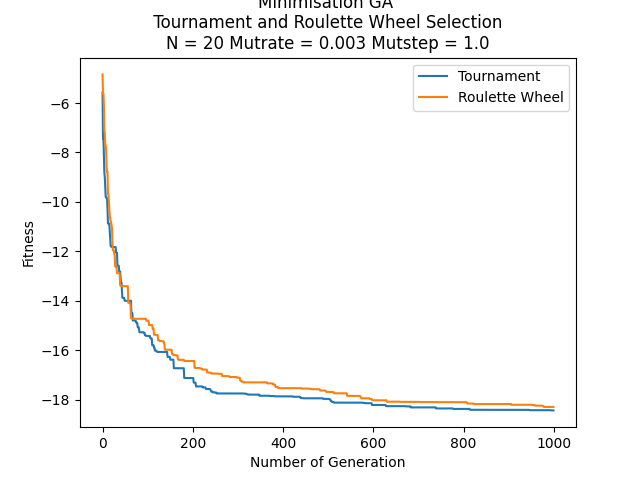 Minimisation GA
Tournament and Roulette Wheel Selection
N = 20 Mutrate = 0.003 Mutstep = 1.0
Tournament
Roulette Wheel
Fitness
−6
−8
−10
−12
−14
−16
−18
0 200 400 600 800 1000
Number of Generation